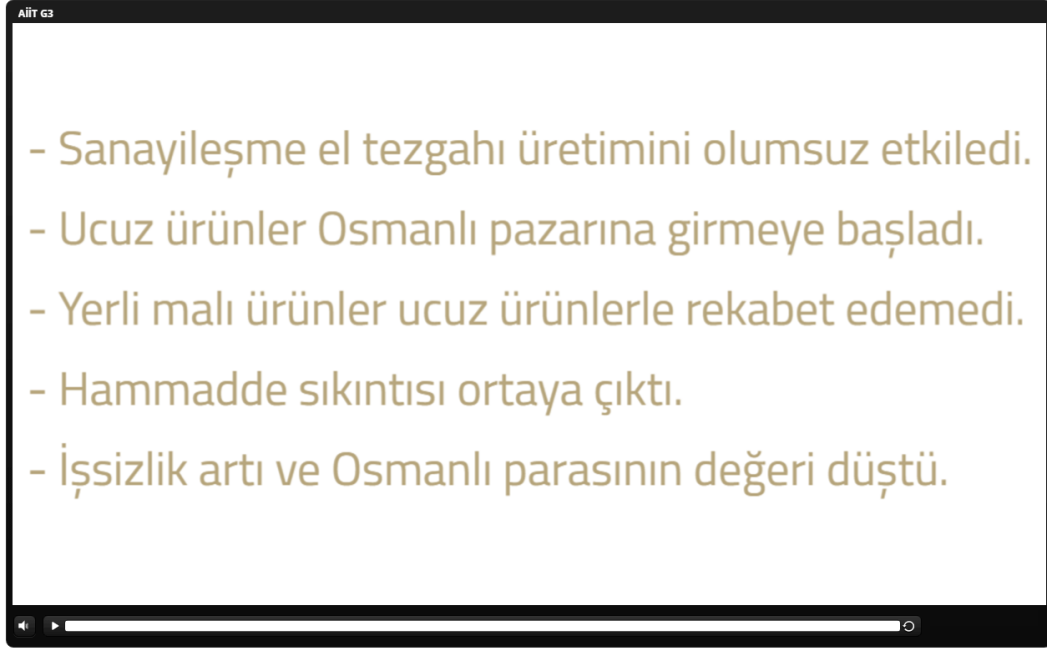 AİİT G3
- Sanayileşme el tezgahı üretimini olumsuz etkiledi.
- Ucuz ürünler Osmanlı pazarına girmeye başladı.
- Yerli malı ürünler ucuz ürünlerle rekabet edemedi.
- Hammadde sıkıntısı ortaya çıktı.
- İşsizlik artı ve Osmanlı parasının değeri düştü.